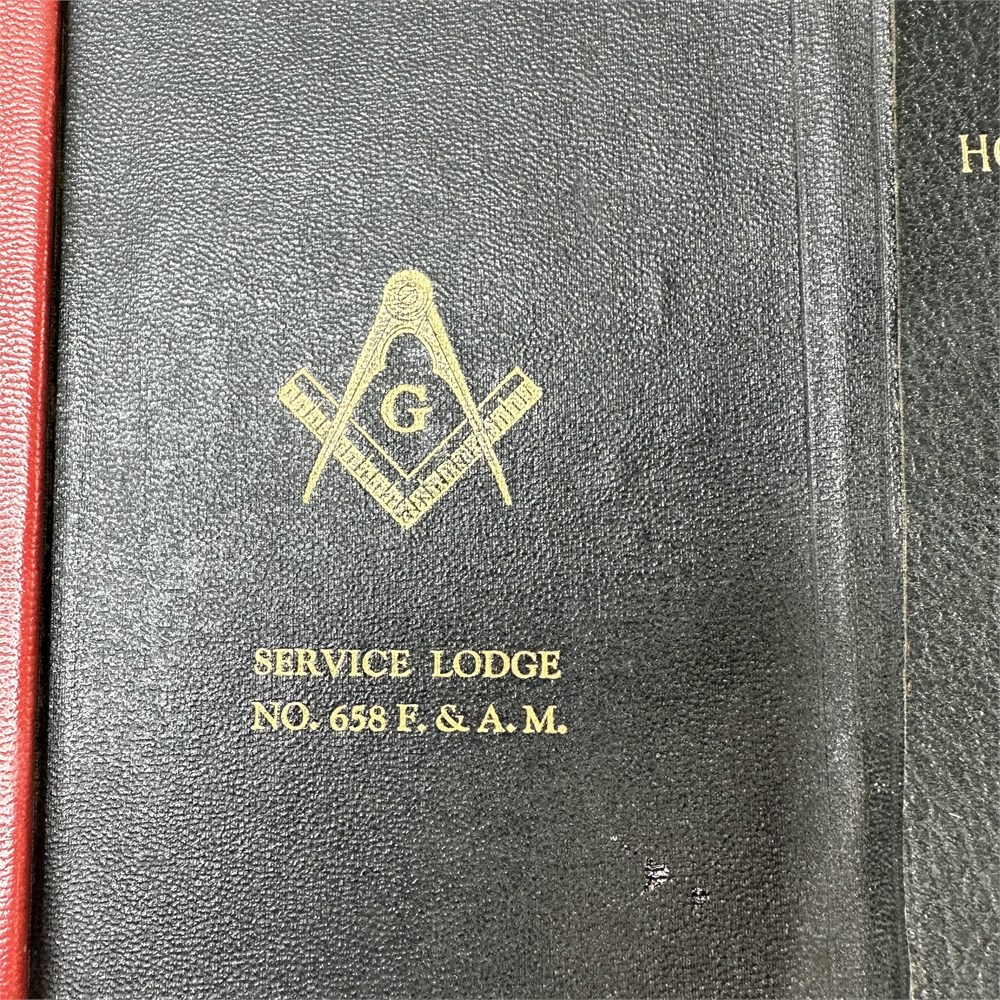 G
SERVICE LODGE
NO. 658 F. & A. M.